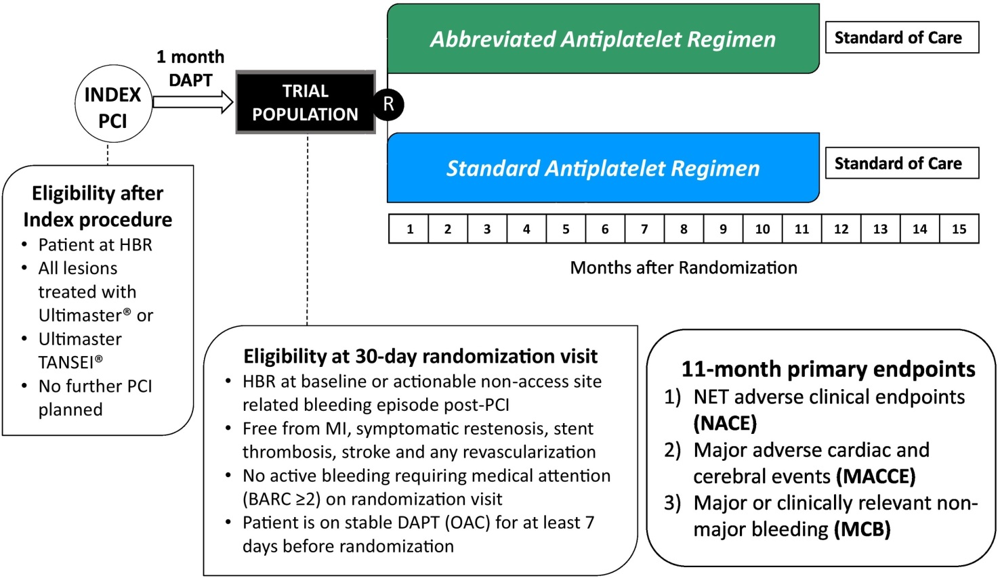 Abbreviated Antiplatelet Regimen
Standard of Care
1 month
DAPT
INDEX
PCI
TRIAL
POPULATION
R
Standard Antiplatelet Regimen
Standard of Care
1 2 3 4 5 6 7 8 9 10 11 12 13 14 15
Months after Randomization
Eligibility after
Index procedure
• Patient at HBR
• All lesions
treated with
Ultimaster® or
• Ultimaster
TANSEI®
• No further PCI
planned
Eligibility at 30-day randomization visit
• HBR at baseline or actionable non-access site
related bleeding episode post-PCI
• Free from MI, symptomatic restenosis, stent
thrombosis, stroke and any revascularization
• No active bleeding requiring medical attention
(BARC ≥2) on randomization visit
• Patient is on stable DAPT (OAC) for at least 7
days before randomization
11-month primary endpoints
1) NET adverse clinical endpoints
(NACE)
2) Major adverse cardiac and
cerebral events (MACCE)
3) Major or clinically relevant non-
major bleeding (MCB)